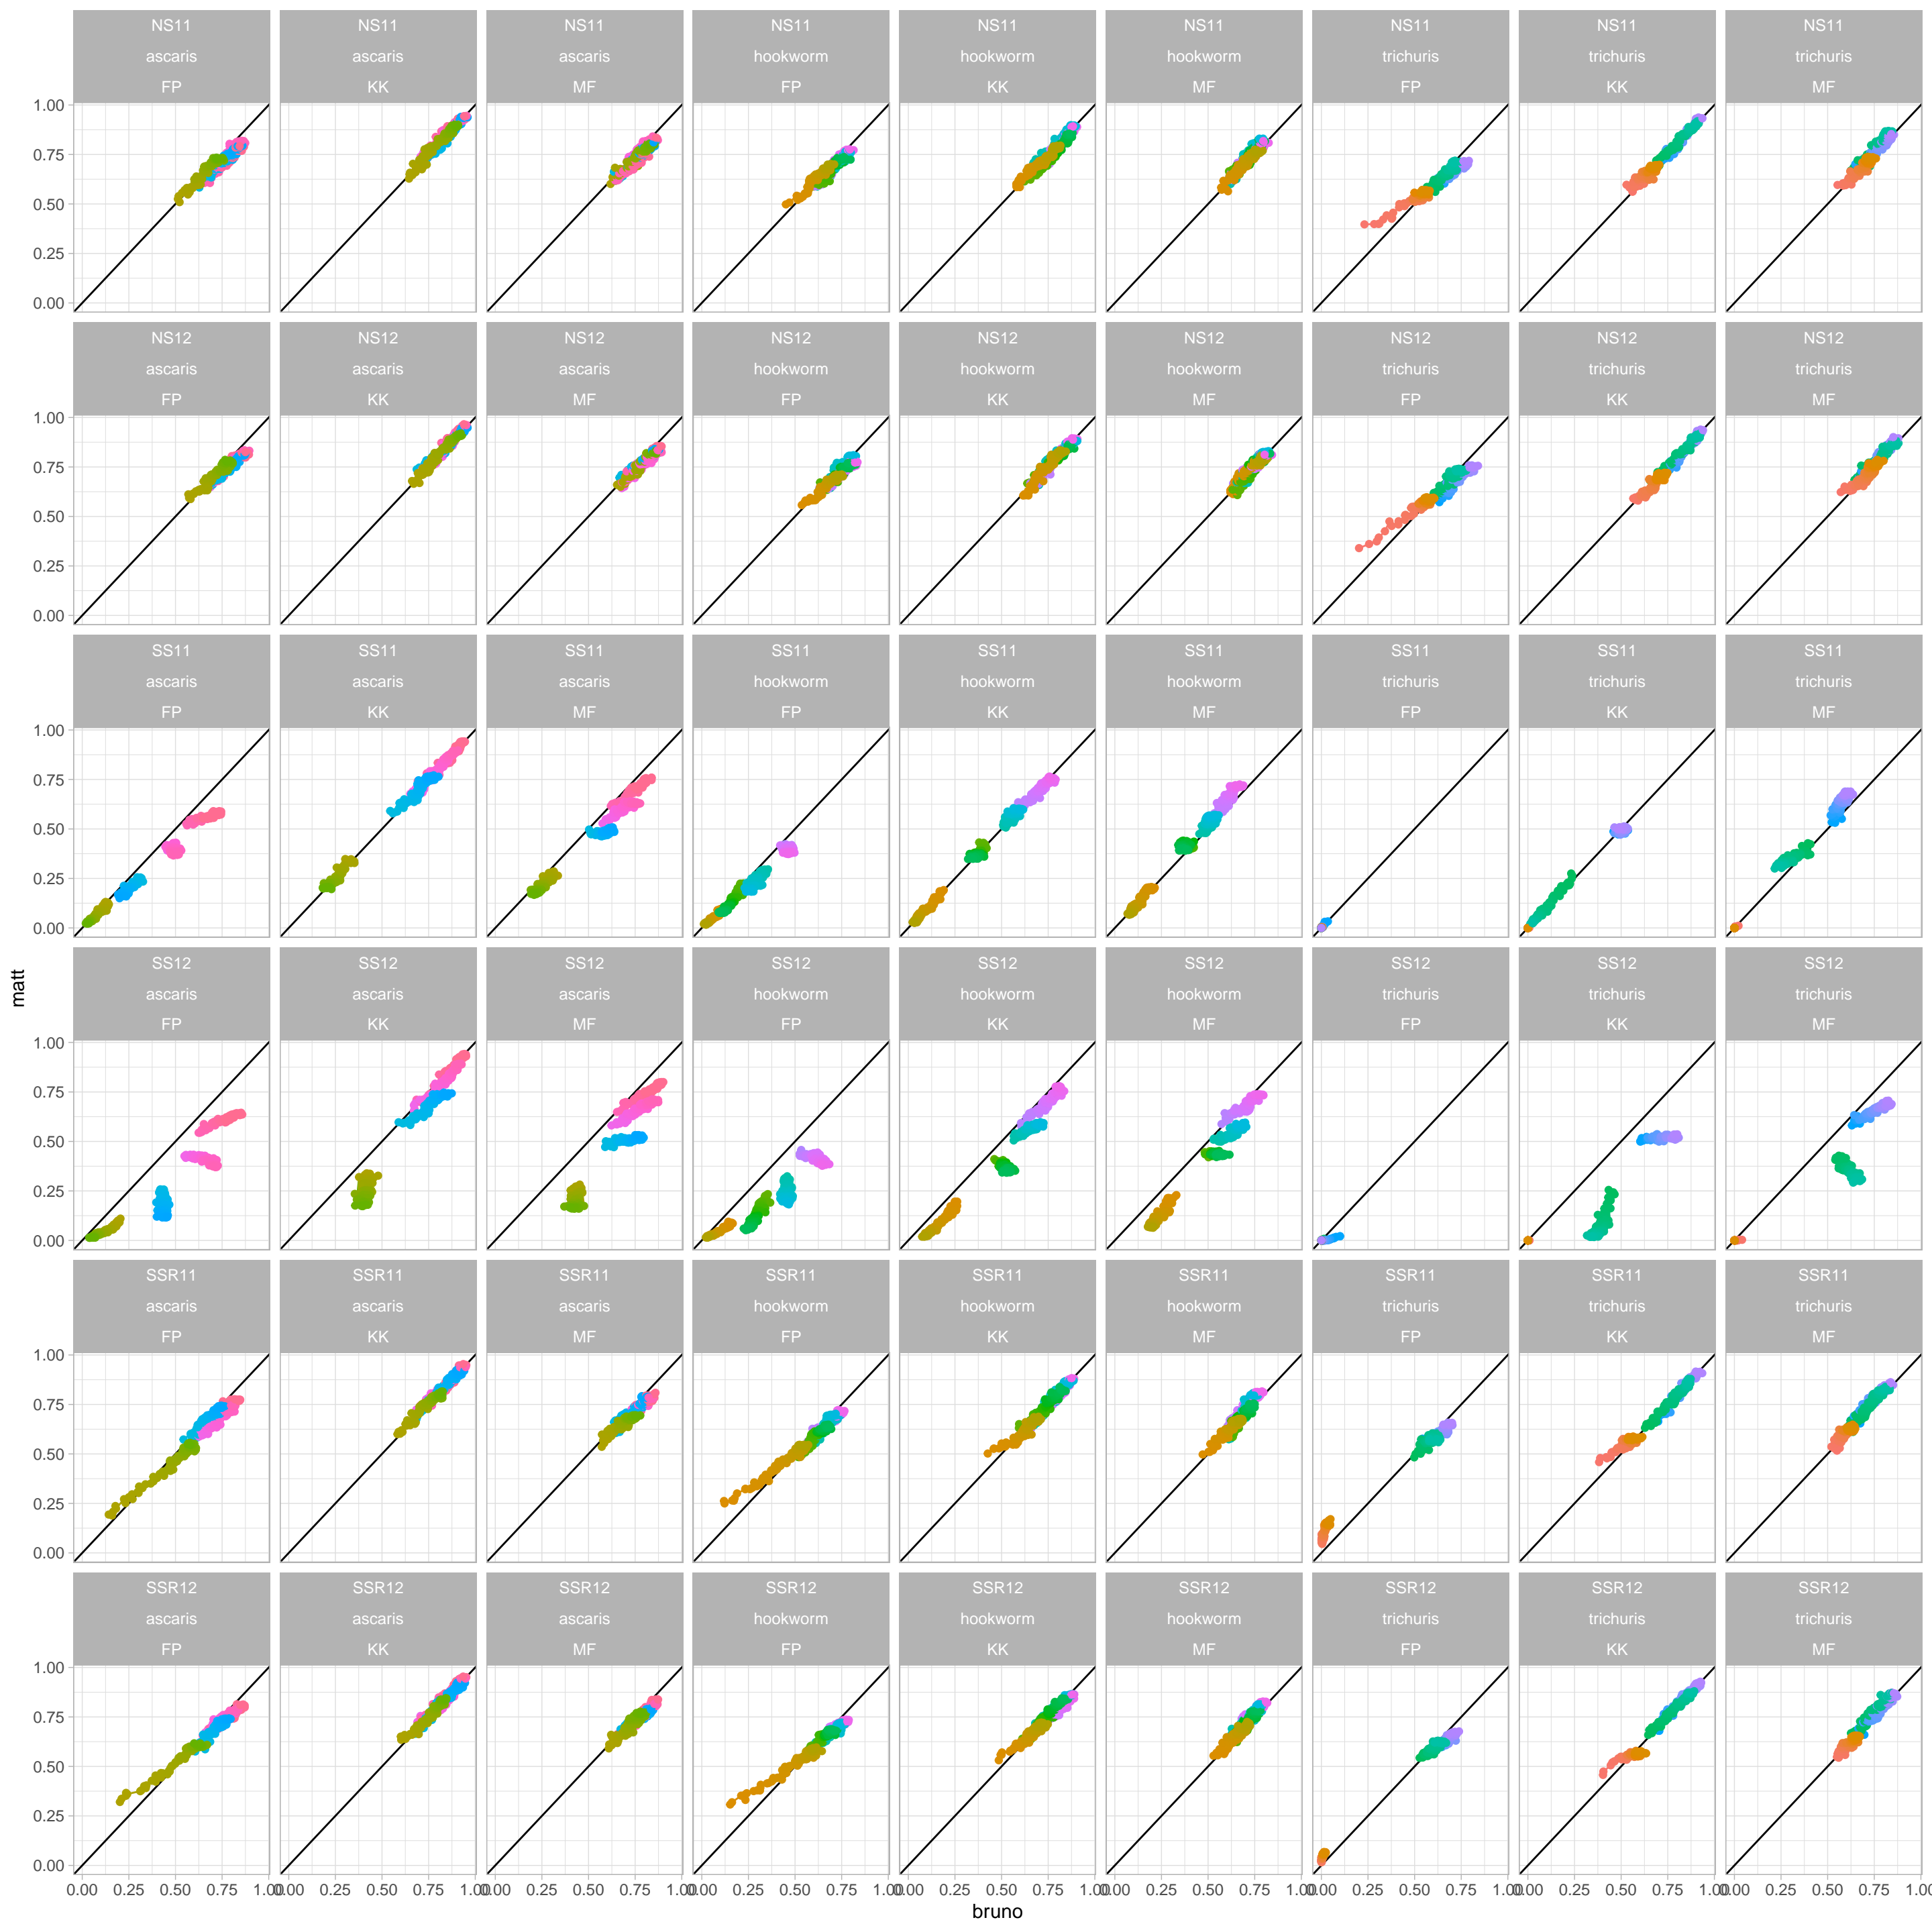 NS11 NS11 NS11 NS11 NS11 NS11 NS11 NS11 NS11
ascaris ascaris ascaris hookworm hookworm hookworm trichuris trichuris trichuris
FP KK MF FP KK MF FP KK MF
1.00
0.75
0.50
0.25
0.00
NS12 NS12 NS12 NS12 NS12 NS12 NS12 NS12 NS12
ascaris ascaris ascaris hookworm hookworm hookworm trichuris trichuris trichuris
FP KK MF FP KK MF FP KK MF
1.00
0.75
0.50
0.25
0.00
SS11 SS11 SS11 SS11 SS11 SS11 SS11 SS11 SS11
ascaris ascaris ascaris hookworm hookworm hookworm trichuris trichuris trichuris
FP KK MF FP KK MF FP KK MF
1.00
0.75
0.50
0.25
0.00
matt
SS12 SS12 SS12 SS12 SS12 SS12 SS12 SS12 SS12
ascaris ascaris ascaris hookworm hookworm hookworm trichuris trichuris trichuris
FP KK MF FP KK MF FP KK MF
1.00
0.75
0.50
0.25
0.00
SSR11 SSR11 SSR11 SSR11 SSR11 SSR11 SSR11 SSR11 SSR11
ascaris ascaris ascaris hookworm hookworm hookworm trichuris trichuris trichuris
FP KK MF FP KK MF FP KK MF
1.00
0.75
0.50
0.25
0.00
SSR12 SSR12 SSR12 SSR12 SSR12 SSR12 SSR12 SSR12 SSR12
ascaris ascaris ascaris hookworm hookworm hookworm trichuris trichuris trichuris
FP KK MF FP KK MF FP KK MF
1.00
0.75
0.50
0.25
0.00
0.00 0.25 0.50 0.75 1.00 0.00 0.25 0.50 0.75 1.00 0.00 0.25 0.50 0.75 1.00 0.00 0.25 0.50 0.75 1.00 0.00 0.25 0.50 0.75 1.00 0.00 0.25 0.50 0.75 1.00 0.00 0.25 0.50 0.75 1.00 0.00 0.25 0.50 0.75 1.00 0.00 0.25 0.50 0.75 1.00
bruno